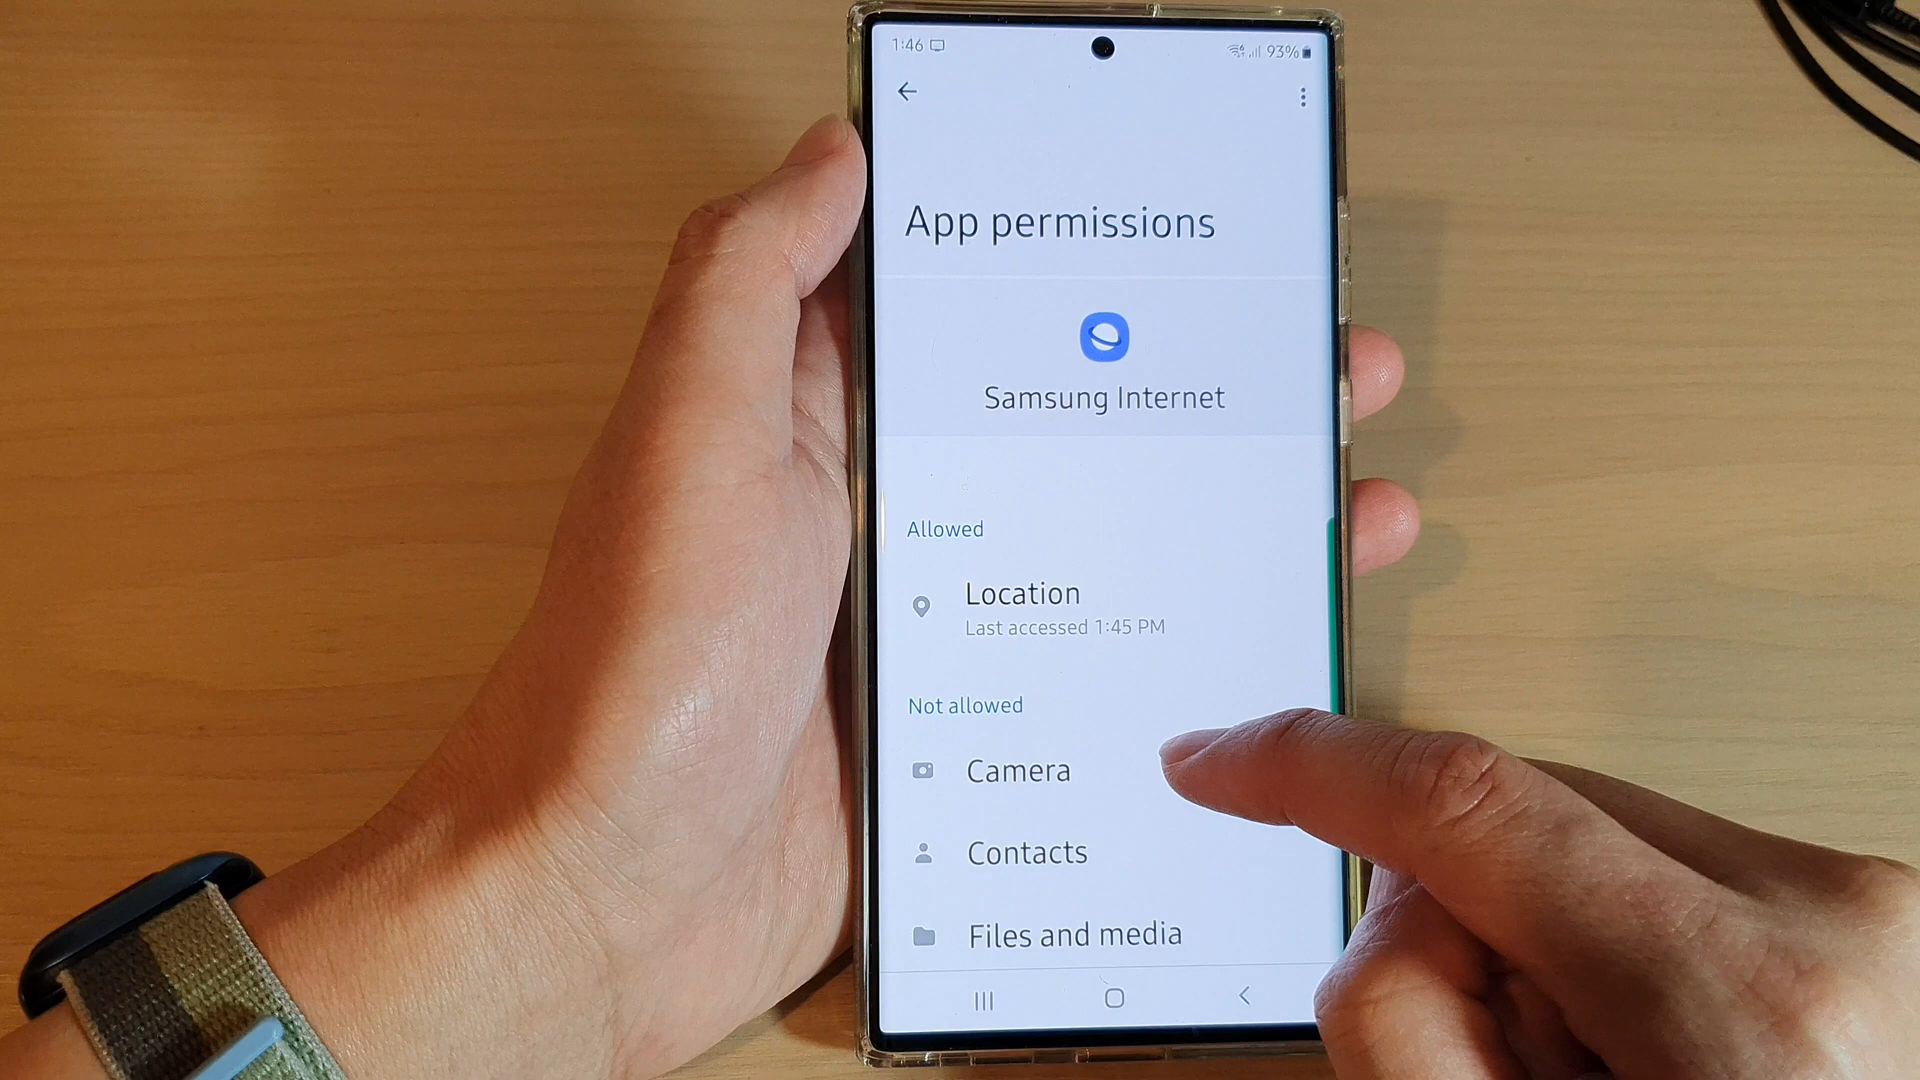 1:46
93%
App permissions
Samsung Internet
Allowed
Location
Last accessed 1:45 PM
Not allowed
Camera
Contacts
Files and media